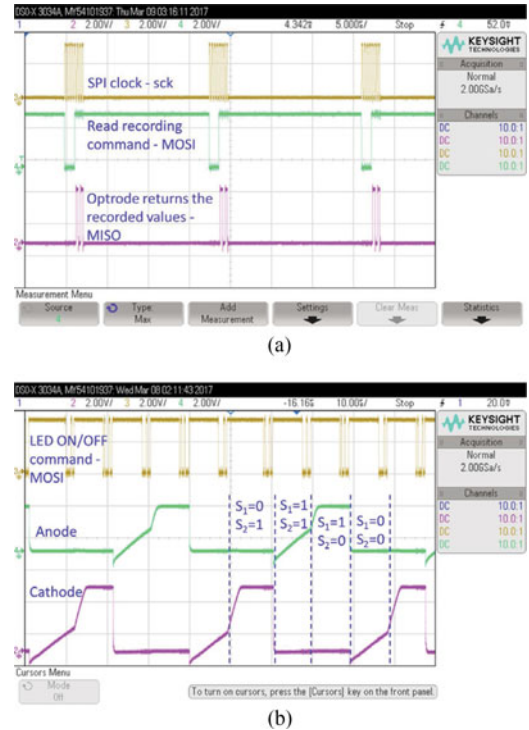 DSO-X 3034A, MY54101937: Thu Mar 09 03:16:11 2017
1 2 2.00V/ 3 2.00V/ 4 2.00V/ 4.342s 5.000s/ Stop 4 52.0V
KEYSIGHT
TECHNOLOGIES
Acquisition
Normal
2.00GSa/s
Channels
DC 10.0:1
DC 10.0:1
DC 10.0:1
DC 10.0:1
SPI clock - sck
Read recording
command - MOSI
Optrode returns the
recorded values -
MISO
Measurement Menu
Source
4
Type
Max
Add
Measurement
Settings
Clear Meas
Statistics
(a)
DSO-X 3034A, MY54101937: Wed Mar 08 02:11:43 2017
1 2 2.00V/ 3 2.00V/ 4 2.00V/ -16.16s 10.00s/ Stop 1 20.0V
KEYSIGHT
TECHNOLOGIES
Acquisition
Normal
2.00GSa/s
Channels
DC 10.0:1
DC 10.0:1
DC 10.0:1
DC 10.0:1
LED ON/OFF
command -
MOSI
Anode
S1=0 S1=1
S2=1 S2=1 S1=1 S1=0
S2=0 S2=0
Cathode
Cursors Menu
Mode
Off
To turn on cursors, press the [Cursors] key on the front panel.
(b)